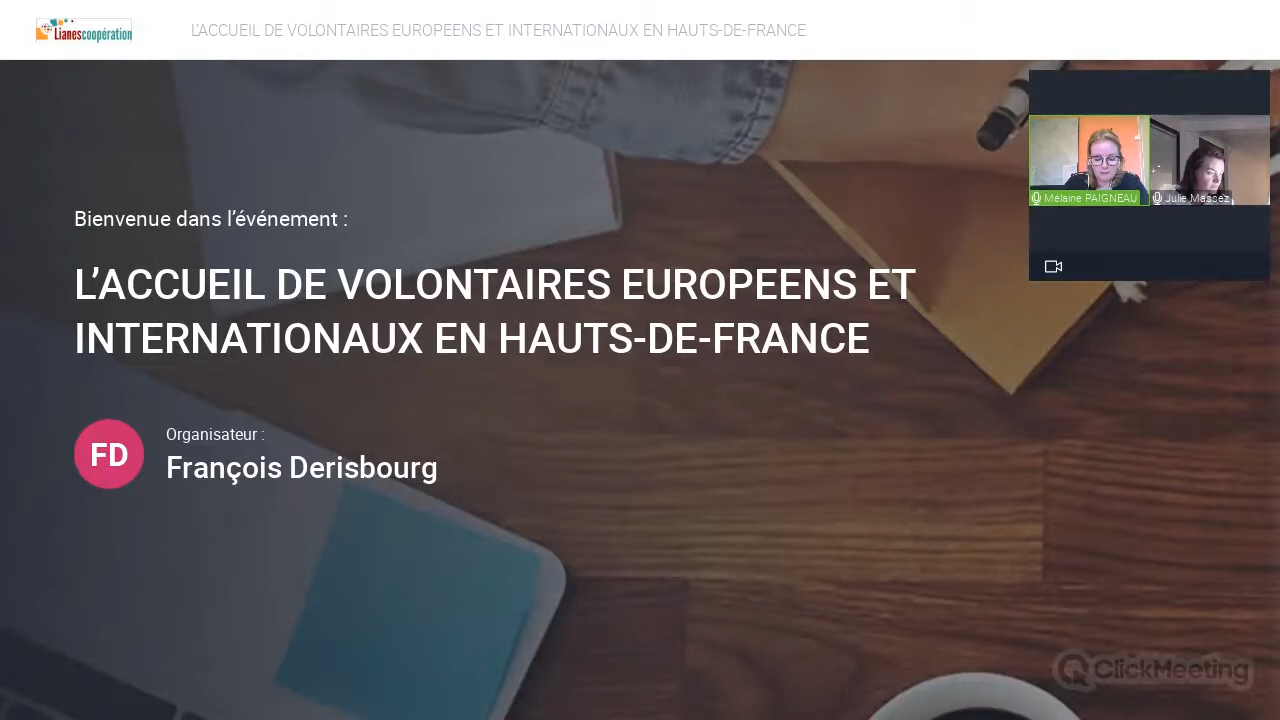 Lianescoopération
L'ACCUEIL DE VOLONTAIRES EUROPEENS ET INTERNATIONAUX EN HAUTS-DE-FRANCE
Mélaine PAIGNEAU
Julie Massez
Bienvenue dans l’événement :
L’ACCUEIL DE VOLONTAIRES EUROPEENS ET
INTERNATIONAUX EN HAUTS-DE-FRANCE
FD
Organisateur :
François Derisbourg
ClickMeeting